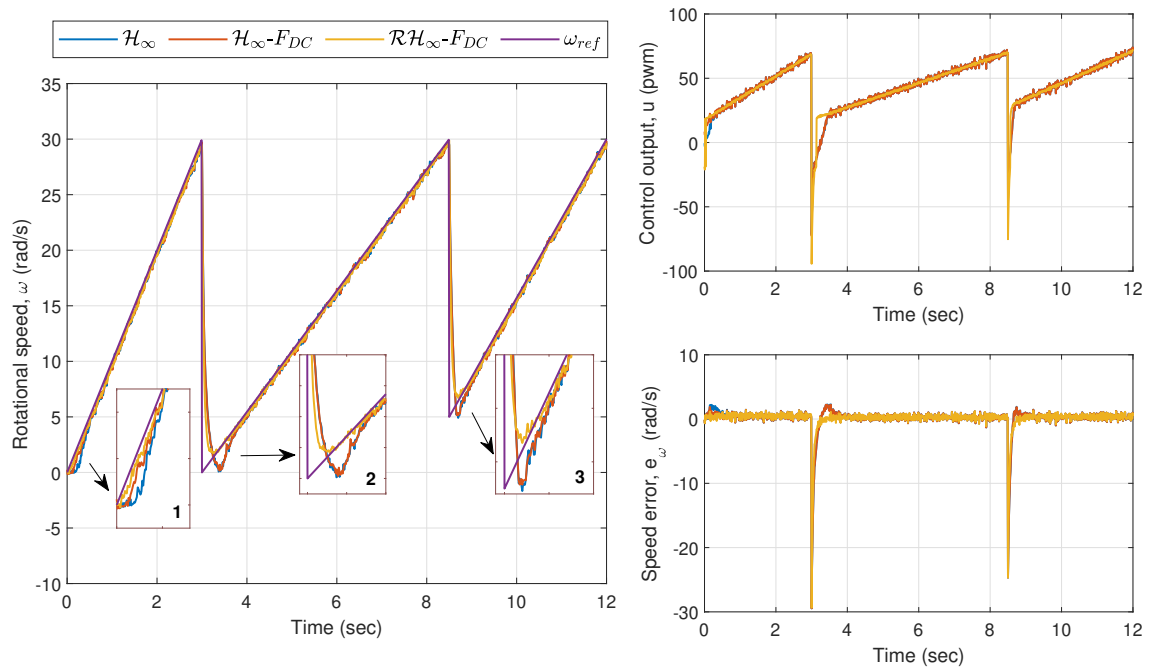 ℋ∞ ℋ∞-F_DC ℛℋ∞-F_DC ω_ref
35
30
25
20
15
10
5
0
-5
-10
Rotational speed, ω (rad/s)
1
2
3
0 2 4 6 8 10 12
Time (sec)
100
50
0
-50
-100
Control output, u (pwm)
0 2 4 6 8 10 12
Time (sec)
10
0
-10
-20
-30
Speed error, e_ω (rad/s)
0 2 4 6 8 10 12
Time (sec)